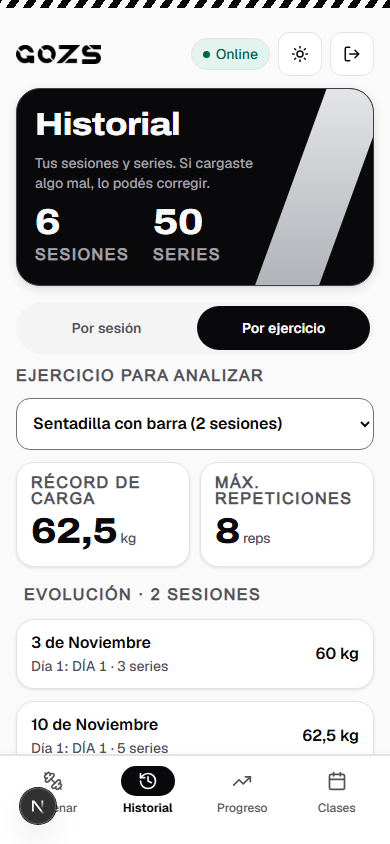 GOZS
Online
Historial
Tus sesiones y series. Si cargaste
algo mal, lo podés corregir.
6
50
SESIONES
SERIES
Por sesión
Por ejercicio
EJERCICIO PARA ANALIZAR
Sentadilla con barra (2 sesiones)
RÉCORD DE
CARGA
62,5 kg
MÁX.
REPETICIONES
8 reps
EVOLUCIÓN · 2 SESIONES
3 de Noviembre
Día 1: DÍA 1 · 3 series
60 kg
10 de Noviembre
Día 1: DÍA 1 · 5 series
62,5 kg
N
enar
Historial
Progreso
Clases